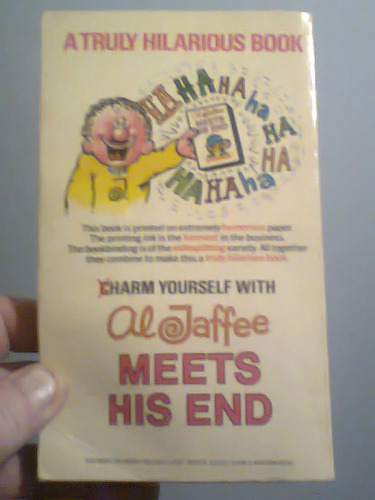 A TRULY HILARIOUS BOOK
HA HA HA HA ha HA HA HA HA HA ha
This book is printed on extremely humorous paper.
The printing ink is the funniest in the business.
The bookbinding is of the sidesplitting variety. All together
they combine to make this a truly hilarious book.
CHARM YOURSELF WITH
Al Jaffee
MEETS
HIS END